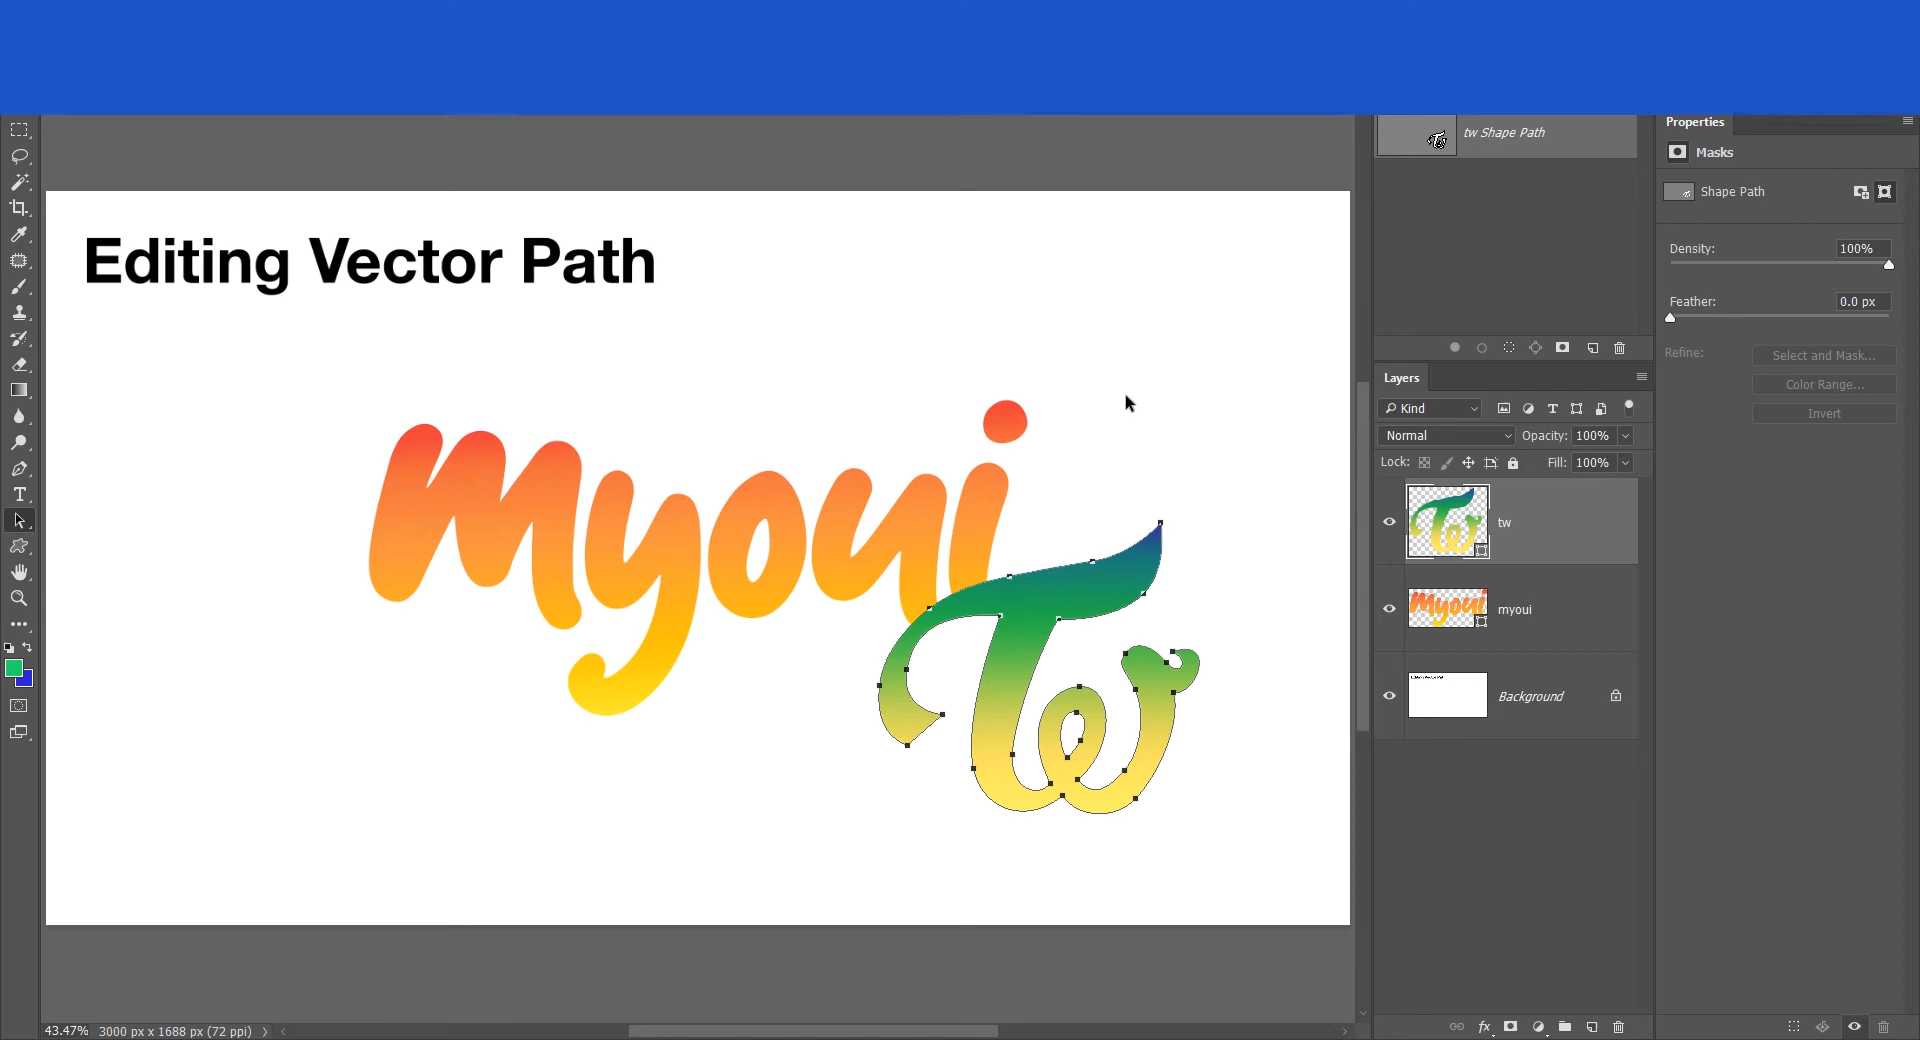 tw Shape Path
Properties
Masks
Shape Path
Density: 100%
Feather: 0.0 px
Refine: Select and Mask...
Color Range...
Invert
Editing Vector Path
Myoui
Tw
Layers
Kind
Normal Opacity: 100%
Lock: Fill: 100%
tw
myoui
Background
fx
43.47% 3000 px x 1688 px (72 ppi)